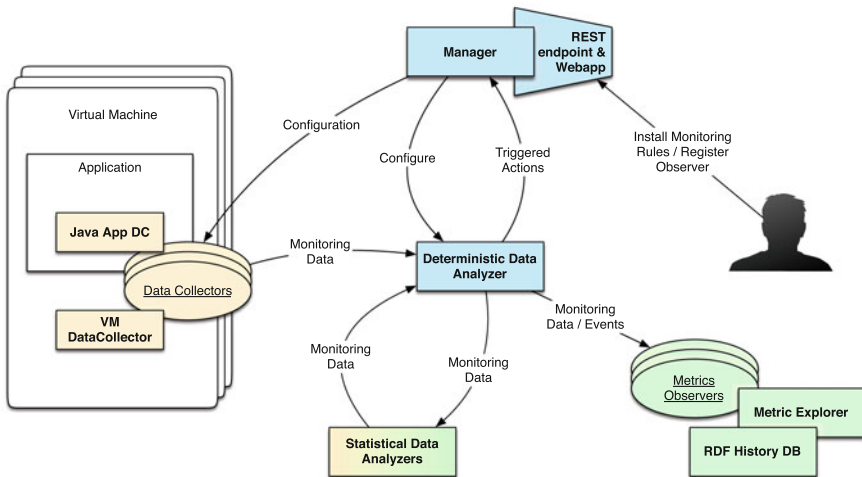 REST
endpoint &
Webapp
Manager
Virtual Machine
Configuration
Install Monitoring
Rules / Register
Observer
Application
Configure
Triggered
Actions
Java App DC
Monitoring
Data
Deterministic Data
Analyzer
Data Collectors
VM
DataCollector
Monitoring
Data / Events
Monitoring
Data
Monitoring
Data
Metrics
Observers
Metric Explorer
Statistical Data
Analyzers
RDF History DB